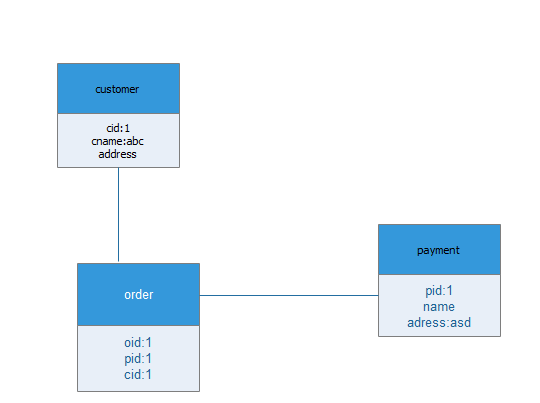 customer
cid:1
cname:abc
address
order
oid:1
pid:1
cid:1
payment
pid:1
name
adress:asd